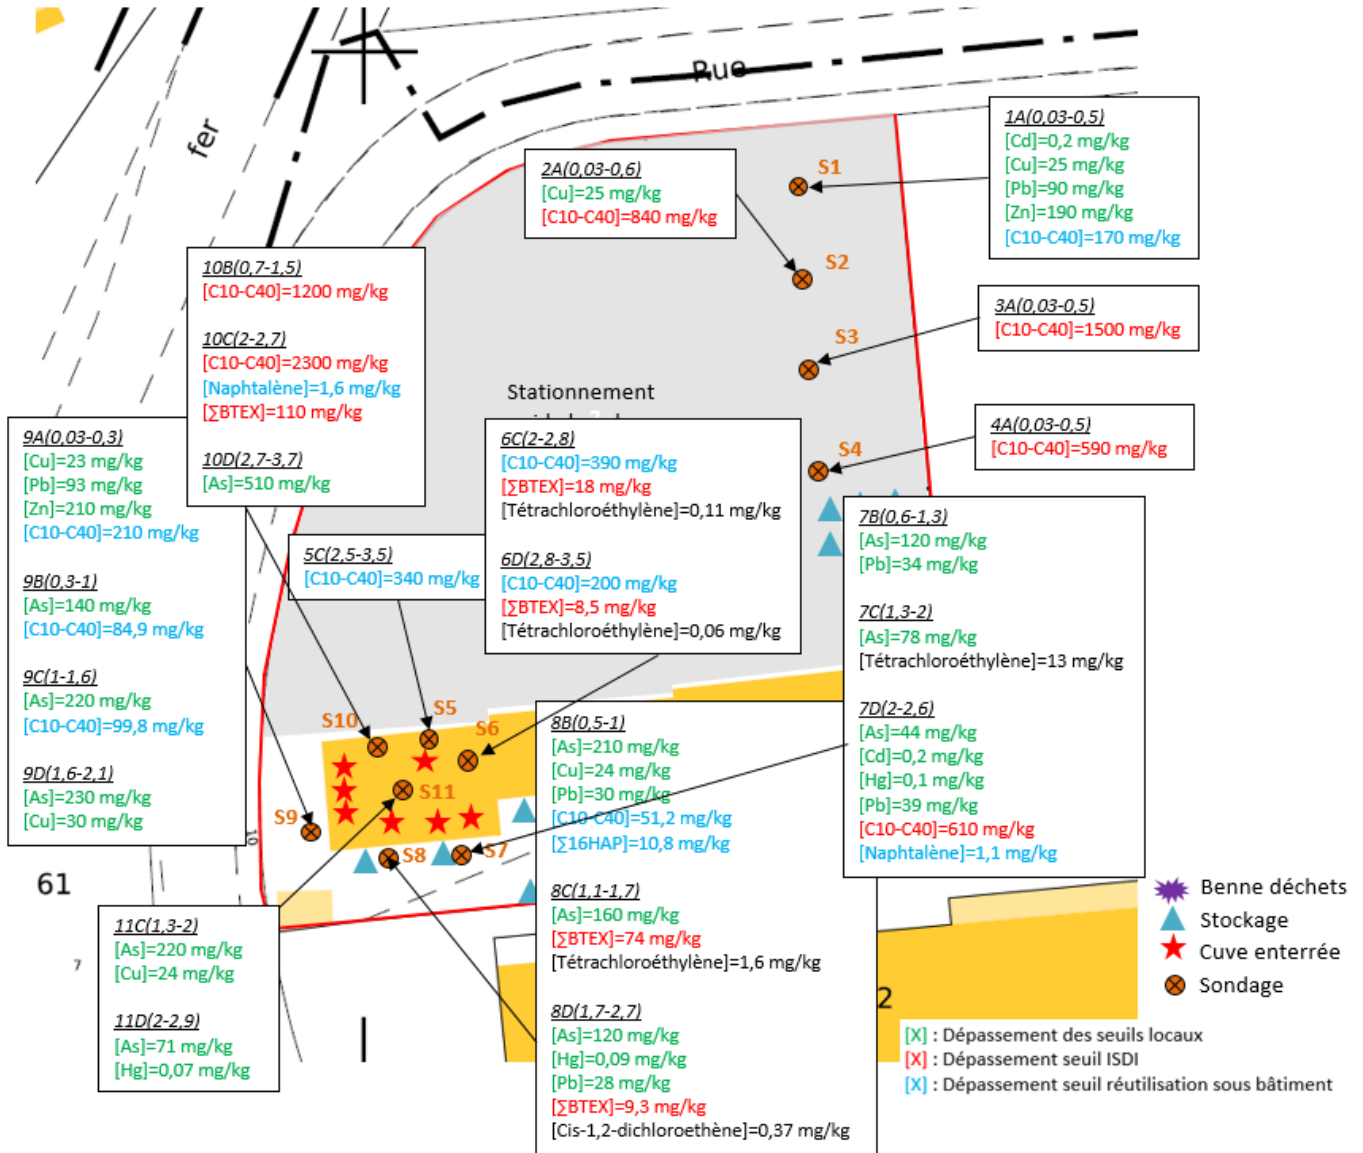 Rue
fer
1A(0,03-0,5)
[Cd]=0,2 mg/kg
[Cu]=25 mg/kg
[Pb]=90 mg/kg
[Zn]=190 mg/kg
[C10-C40]=170 mg/kg
2A(0,03-0,6)
[Cu]=25 mg/kg
[C10-C40]=840 mg/kg
S1
S2
10B(0,7-1,5)
[C10-C40]=1200 mg/kg
10C(2-2,7)
[C10-C40]=2300 mg/kg
[Naphtalène]=1,6 mg/kg
[∑BTEX]=110 mg/kg
10D(2,7-3,7)
[As]=510 mg/kg
3A(0,03-0,5)
[C10-C40]=1500 mg/kg
S3
Stationnement
4A(0,03-0,5)
[C10-C40]=590 mg/kg
S4
9A(0,03-0,3)
[Cu]=23 mg/kg
[Pb]=93 mg/kg
[Zn]=210 mg/kg
[C10-C40]=210 mg/kg
9B(0,3-1)
[As]=140 mg/kg
[C10-C40]=84,9 mg/kg
9C(1-1,6)
[As]=220 mg/kg
[C10-C40]=99,8 mg/kg
9D(1,6-2,1)
[As]=230 mg/kg
[Cu]=30 mg/kg
5C(2,5-3,5)
[C10-C40]=340 mg/kg
6C(2-2,8)
[C10-C40]=390 mg/kg
[∑BTEX]=18 mg/kg
[Tétrachloroéthylène]=0,11 mg/kg
6D(2,8-3,5)
[C10-C40]=200 mg/kg
[∑BTEX]=8,5 mg/kg
[Tétrachloroéthylène]=0,06 mg/kg
7B(0,6-1,3)
[As]=120 mg/kg
[Pb]=34 mg/kg
7C(1,3-2)
[As]=78 mg/kg
[Tétrachloroéthylène]=13 mg/kg
7D(2-2,6)
[As]=44 mg/kg
[Cd]=0,2 mg/kg
[Hg]=0,1 mg/kg
[Pb]=39 mg/kg
[C10-C40]=610 mg/kg
[Naphtalène]=1,1 mg/kg
S10
S5
S6
S11
S9
S8
S7
10
8B(0,5-1)
[As]=210 mg/kg
[Cu]=24 mg/kg
[Pb]=30 mg/kg
[C10-C40]=51,2 mg/kg
[∑16HAP]=10,8 mg/kg
8C(1,1-1,7)
[As]=160 mg/kg
[∑BTEX]=74 mg/kg
[Tétrachloroéthylène]=1,6 mg/kg
8D(1,7-2,7)
[As]=120 mg/kg
[Hg]=0,09 mg/kg
[Pb]=28 mg/kg
[∑BTEX]=9,3 mg/kg
[Cis-1,2-dichloroethène]=0,37 mg/kg
61
7
11C(1,3-2)
[As]=220 mg/kg
[Cu]=24 mg/kg
11D(2-2,9)
[As]=71 mg/kg
[Hg]=0,07 mg/kg
2
Benne déchets
Stockage
Cuve enterrée
Sondage
[X] : Dépassement des seuils locaux
[X] : Dépassement seuil ISDI
[X] : Dépassement seuil réutilisation sous bâtiment